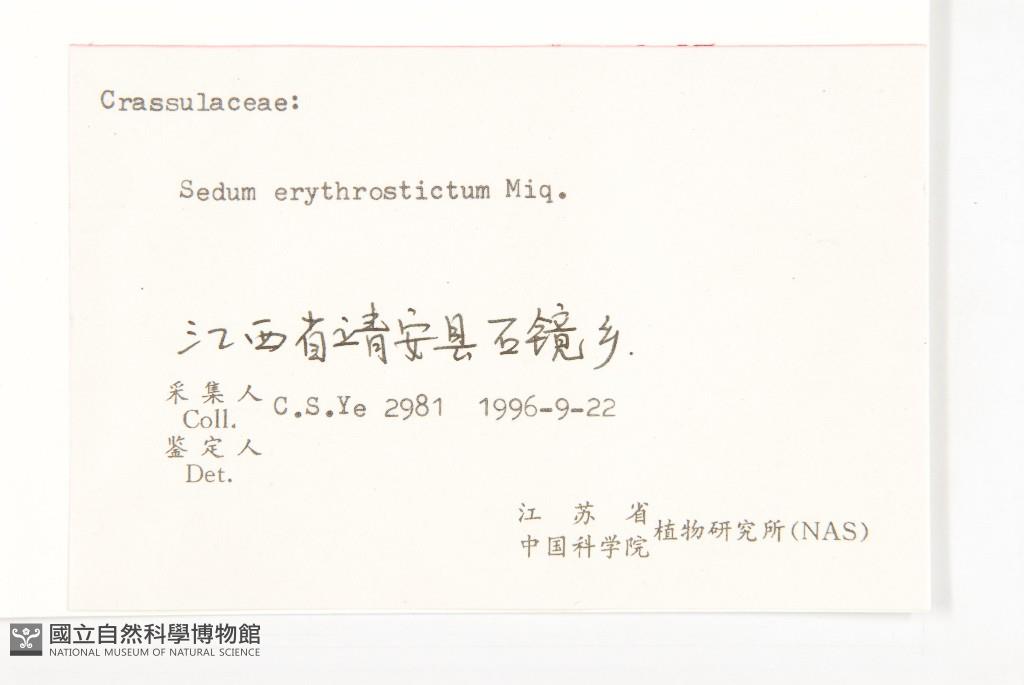 Crassulaceae:
Sedum erythrostictum Miq.
江西省靖安县石镜乡.
采集人
Coll. C.S.Ye 2981 1996-9-22
鉴定人
Det.
江苏省
中国科学院 植物研究所(NAS)
國立自然科學博物館
NATIONAL MUSEUM OF NATURAL SCIENCE